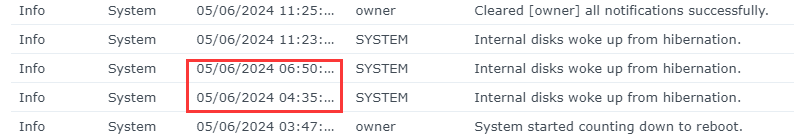 Info System 05/06/2024 11:25:... owner Cleared [owner] all notifications successfully.
Info System 05/06/2024 11:23:... SYSTEM Internal disks woke up from hibernation.
Info System 05/06/2024 06:50:... SYSTEM Internal disks woke up from hibernation.
Info System 05/06/2024 04:35:... SYSTEM Internal disks woke up from hibernation.
Info System 05/06/2024 03:47:... owner System started counting down to reboot.